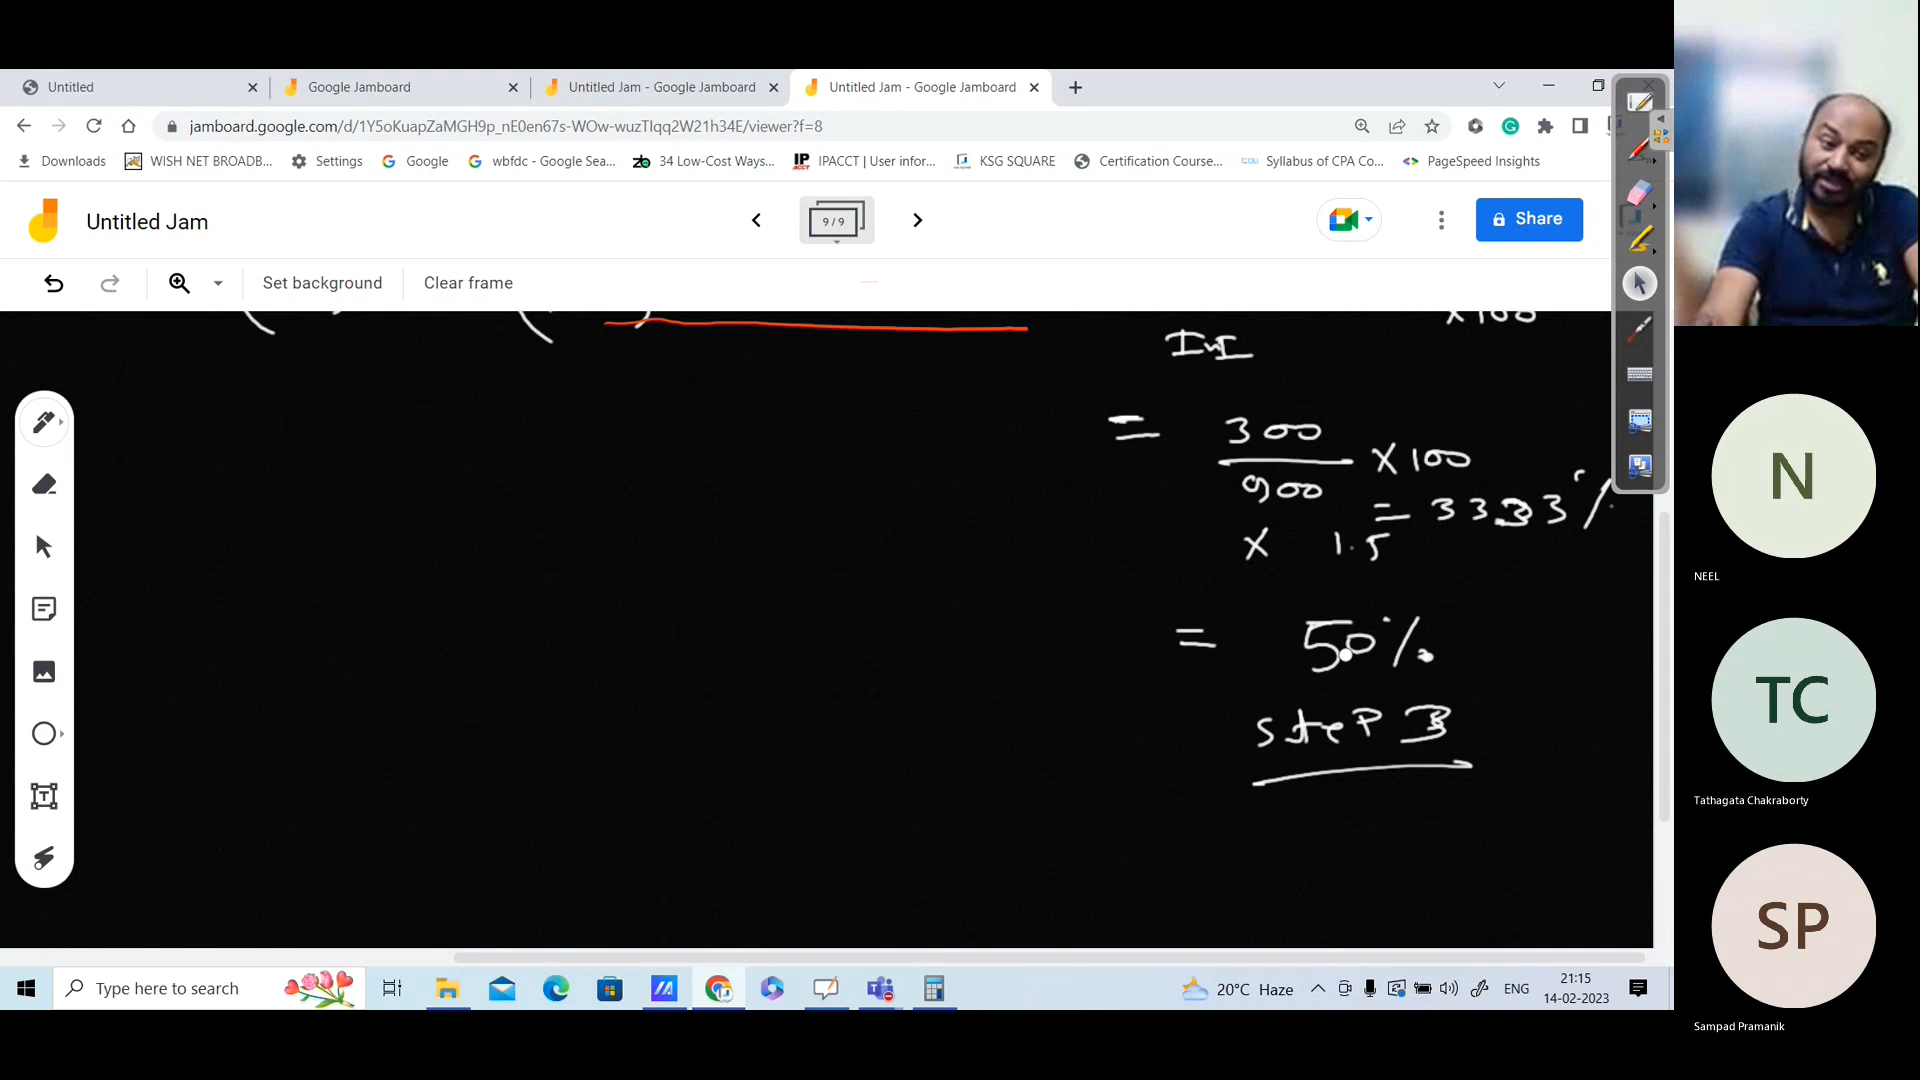 Untitled
Google Jamboard
Untitled Jam - Google Jamboard
Untitled Jam - Google Jamboard
jamboard.google.com/d/1Y5oKuapZaMGH9p_nE0en67s-WOw-wuzTIqq2W21h34E/viewer?f=8
Downloads
WISH NET BROADB...
Settings
Google
wbfdc - Google Sea...
34 Low-Cost Ways...
IPACCT | User infor...
KSG SQUARE
Certification Course...
Syllabus of CPA Co...
PageSpeed Insights
Untitled Jam
9 / 9
Share
Set background
Clear frame
x100
= 300
900
X 100
= 33.33%
X 1.5
= 50%
SteP 3
N
NEEL
TC
Tathagata Chakraborty
SP
Sampad Pramanik
Type here to search
20°C Haze
ENG
21:15
14-02-2023